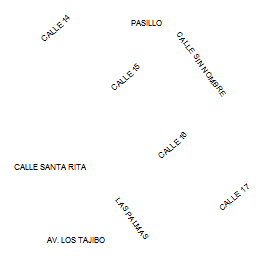 CALLE 14
PASILLO
CALLE SIN NOMBRE
CALLE 15
CALLE 16
CALLE SANTA RITA
CALLE 17
LAS PALMAS
AV. LOS TAJIBO